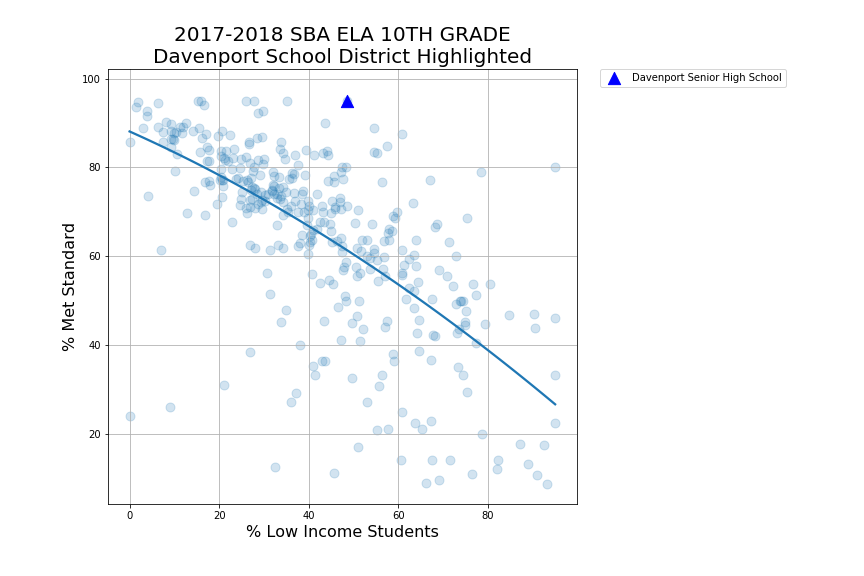 2017-2018 SBA ELA 10TH GRADE
Davenport School District Highlighted
Davenport Senior High School
% Met Standard
100
80
60
40
20
0
20
40
60
80
% Low Income Students